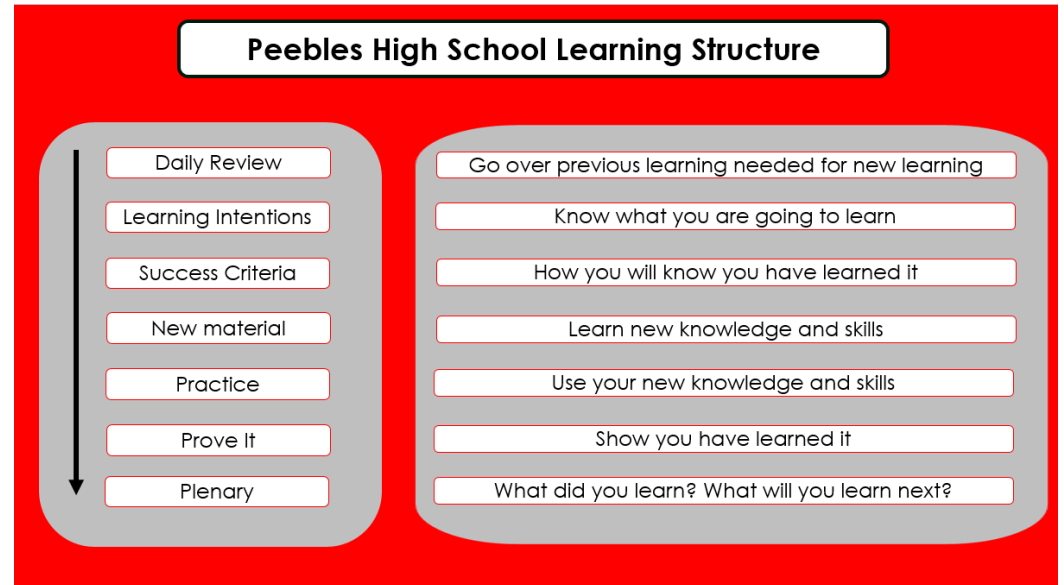 Peebles High School Learning Structure
Daily Review
Go over previous learning needed for new learning
Learning Intentions
Know what you are going to learn
Success Criteria
How you will know you have learned it
New material
Learn new knowledge and skills
Practice
Use your new knowledge and skills
Prove It
Show you have learned it
Plenary
What did you learn? What will you learn next?